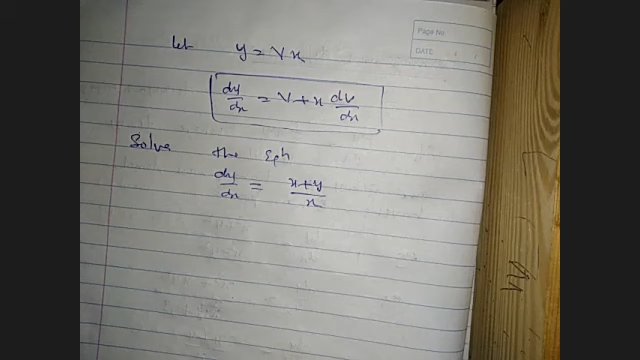 Page No
DATE
Let y = vx
dy/dx = v + x dv/dx
Solve the Eqn
dy/dx = x+y/x